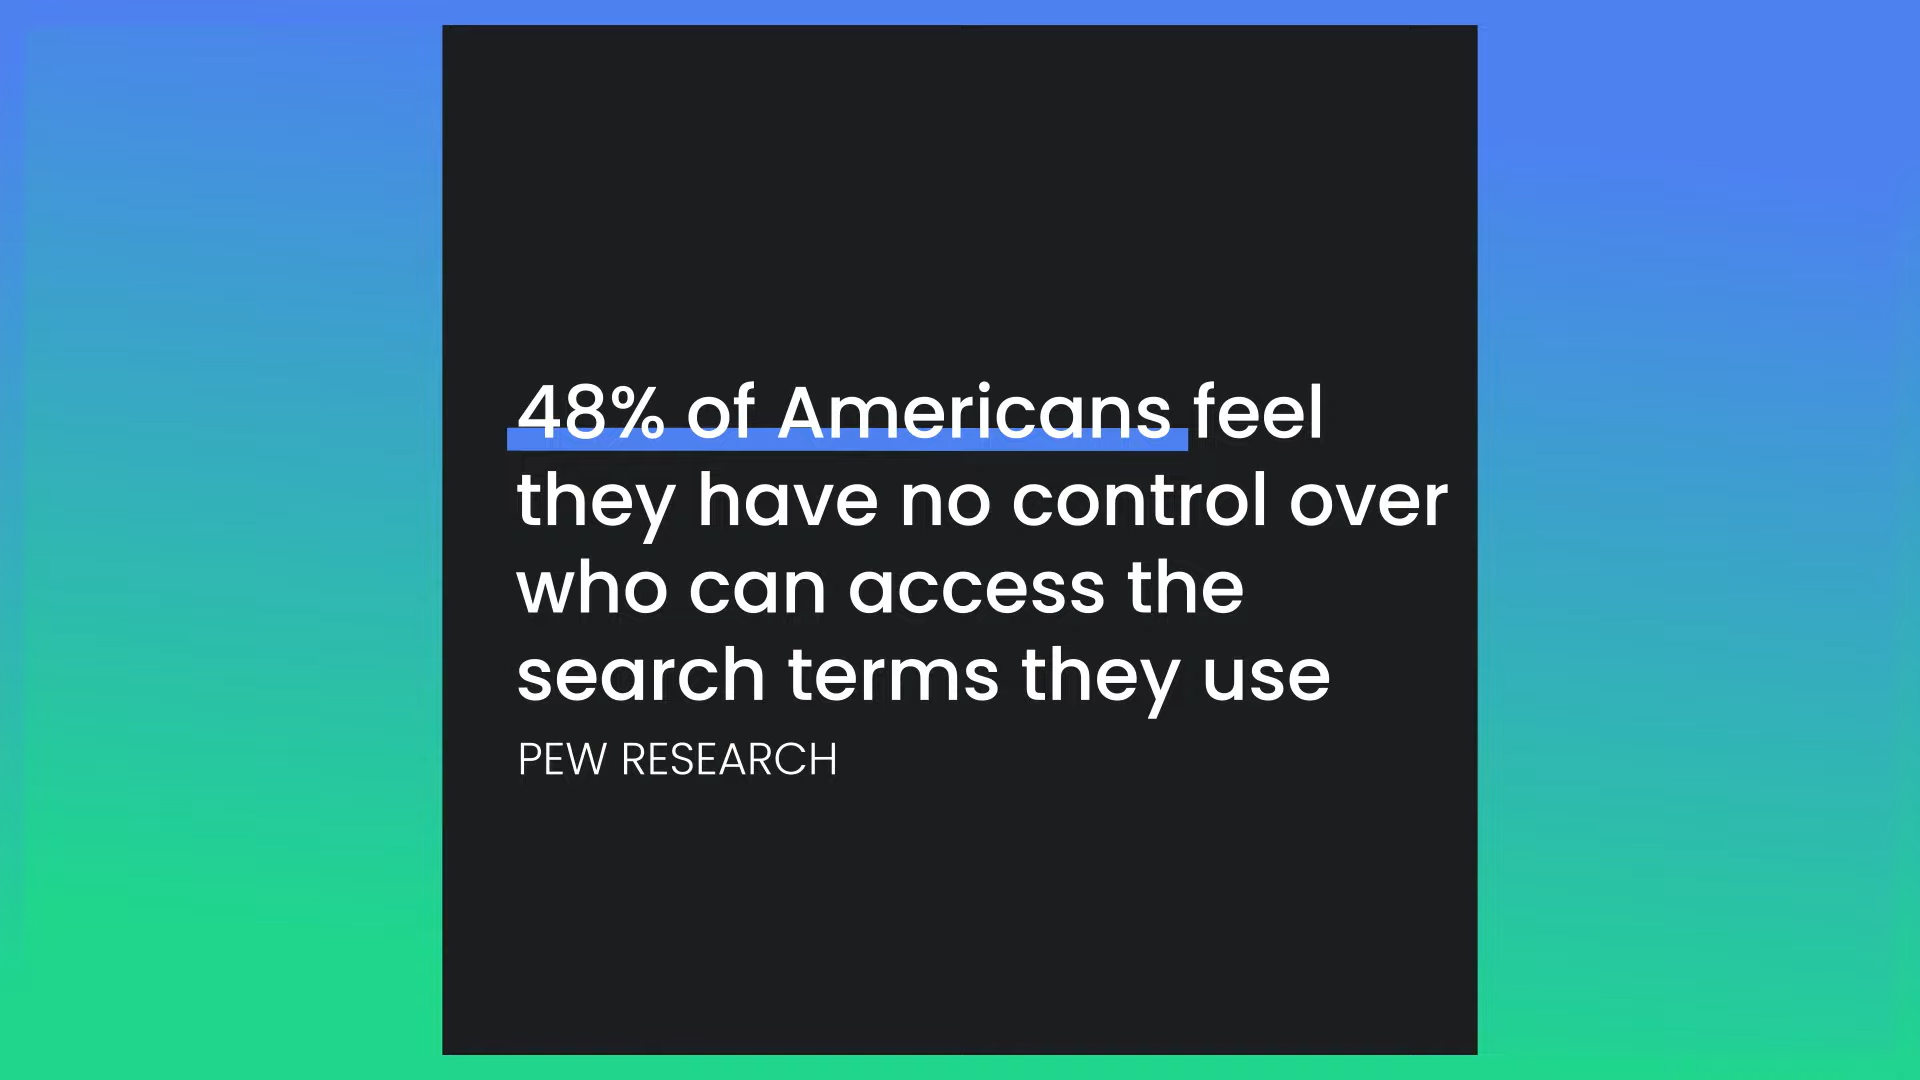 48% of Americans feel
they have no control over
who can access the
search terms they use
PEW RESEARCH